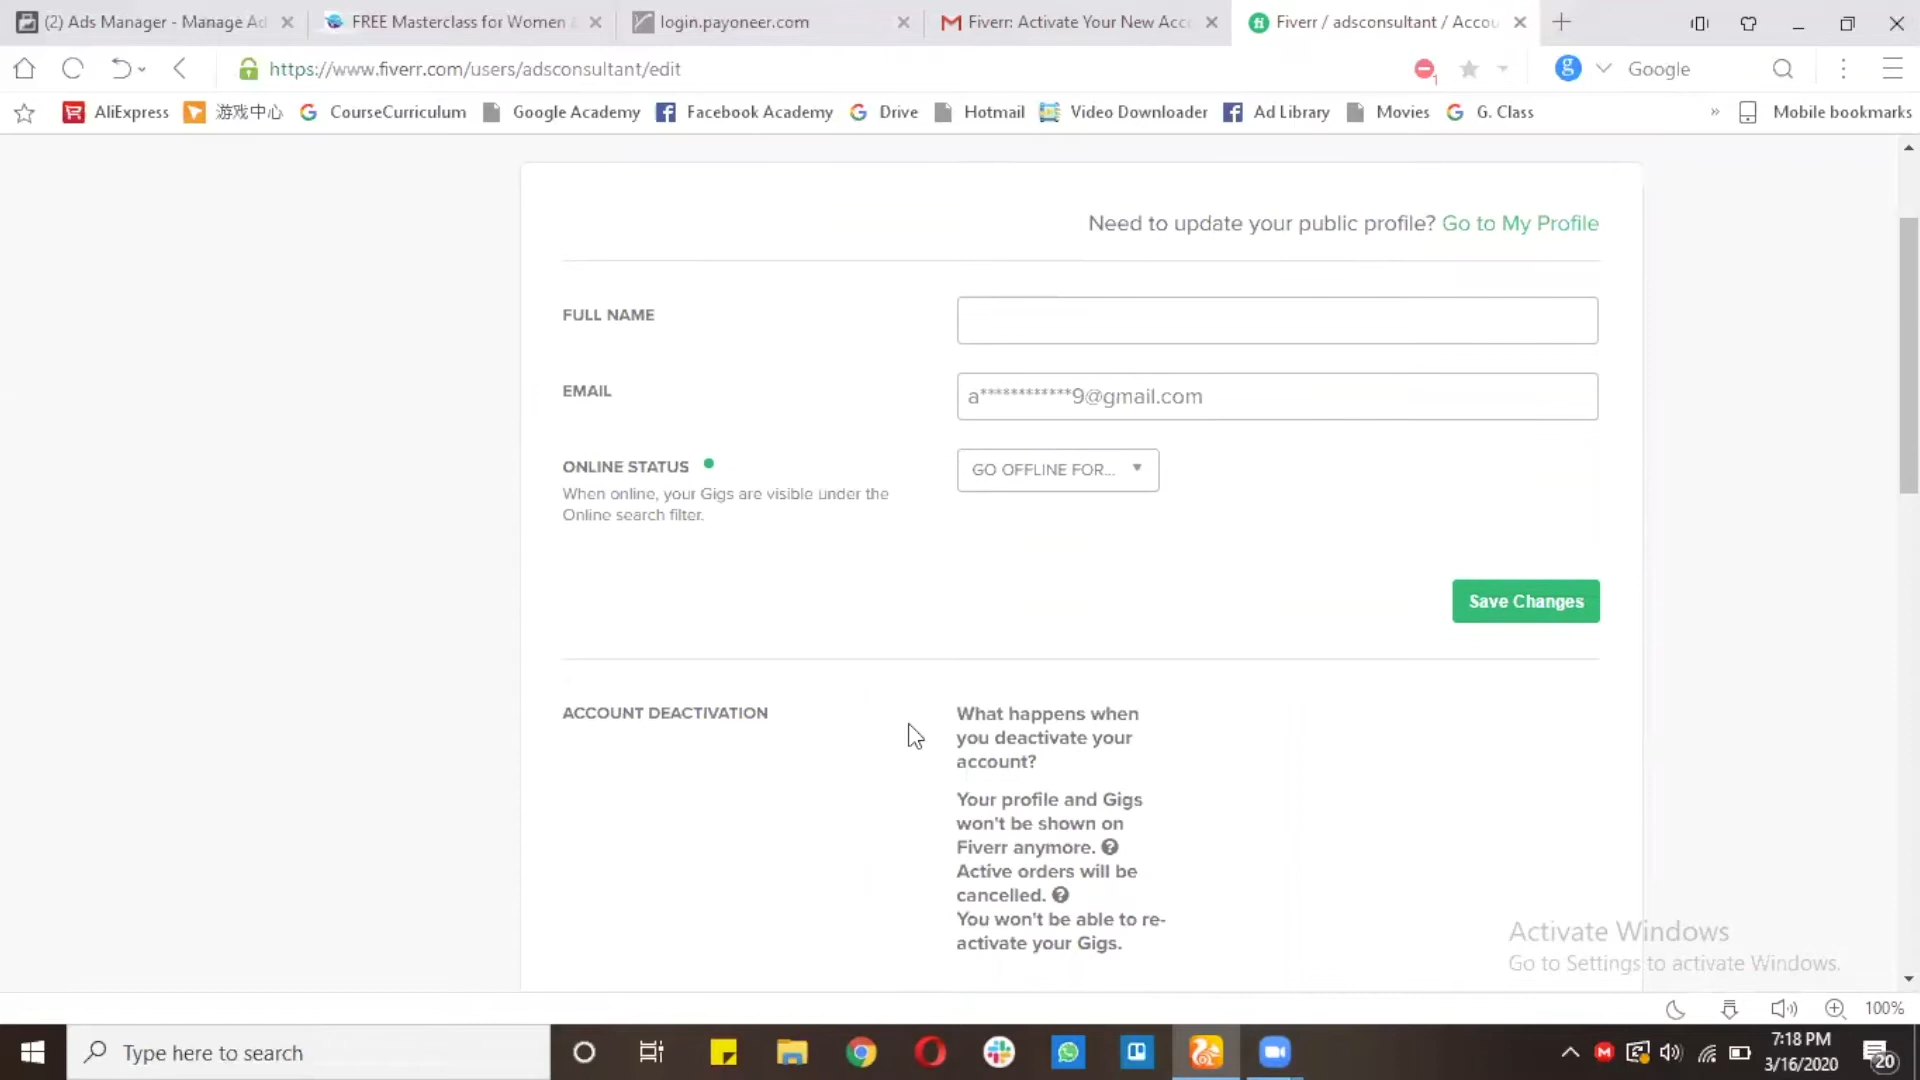 (2) Ads Manager - Manage Ad
FREE Masterclass for Women &
login.payoneer.com
Fiverr: Activate Your New Acc
Fiverr / adsconsultant / Accou
https://www.fiverr.com/users/adsconsultant/edit
1
Google
AliExpress
游戏中心
CourseCurriculum
Google Academy
Facebook Academy
Drive
Hotmail
Video Downloader
Ad Library
Movies
G. Class
Mobile bookmarks
Need to update your public profile? Go to My Profile
FULL NAME
EMAIL
a************9@gmail.com
ONLINE STATUS
GO OFFLINE FOR...
When online, your Gigs are visible under the
Online search filter.
Save Changes
ACCOUNT DEACTIVATION
What happens when
you deactivate your
account?
Your profile and Gigs
won't be shown on
Fiverr anymore.
Active orders will be
cancelled.
You won't be able to re-
activate your Gigs.
Activate Windows
Go to Settings to activate Windows.
100%
Type here to search
7:18 PM
3/16/2020
20